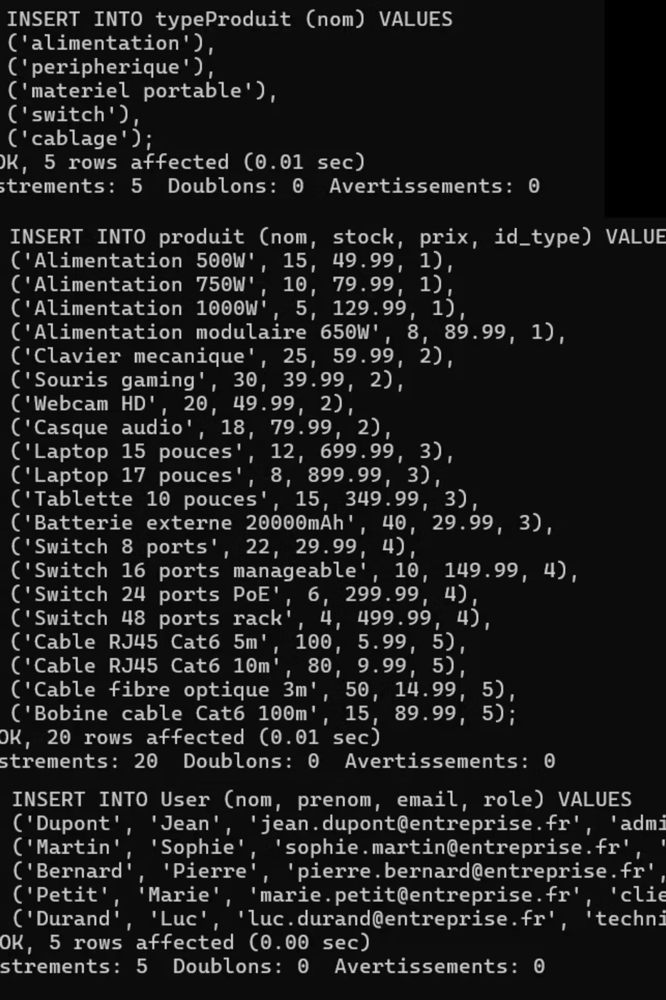 INSERT INTO typeProduit (nom) VALUES
('alimentation'),
('peripherique'),
('materiel portable'),
('switch'),
('cablage');
OK, 5 rows affected (0.01 sec)
strements: 5  Doublons: 0  Avertissements: 0
INSERT INTO produit (nom, stock, prix, id_type) VALUE
('Alimentation 500W', 15, 49.99, 1),
('Alimentation 750W', 10, 79.99, 1),
('Alimentation 1000W', 5, 129.99, 1),
('Alimentation modulaire 650W', 8, 89.99, 1),
('Clavier mecanique', 25, 59.99, 2),
('Souris gaming', 30, 39.99, 2),
('Webcam HD', 20, 49.99, 2),
('Casque audio', 18, 79.99, 2),
('Laptop 15 pouces', 12, 699.99, 3),
('Laptop 17 pouces', 8, 899.99, 3),
('Tablette 10 pouces', 15, 349.99, 3),
('Batterie externe 20000mAh', 40, 29.99, 3),
('Switch 8 ports', 22, 29.99, 4),
('Switch 16 ports manageable', 10, 149.99, 4),
('Switch 24 ports PoE', 6, 299.99, 4),
('Switch 48 ports rack', 4, 499.99, 4),
('Cable RJ45 Cat6 5m', 100, 5.99, 5),
('Cable RJ45 Cat6 10m', 80, 9.99, 5),
('Cable fibre optique 3m', 50, 14.99, 5),
('Bobine cable Cat6 100m', 15, 89.99, 5);
OK, 20 rows affected (0.01 sec)
strements: 20  Doublons: 0  Avertissements: 0
INSERT INTO User (nom, prenom, email, role) VALUES
('Dupont', 'Jean', 'jean.dupont@entreprise.fr', 'admi
('Martin', 'Sophie', 'sophie.martin@entreprise.fr', '
('Bernard', 'Pierre', 'pierre.bernard@entreprise.fr',
('Petit', 'Marie', 'marie.petit@entreprise.fr', 'clie
('Durand', 'Luc', 'luc.durand@entreprise.fr', 'techni
OK, 5 rows affected (0.00 sec)
strements: 5  Doublons: 0  Avertissements: 0